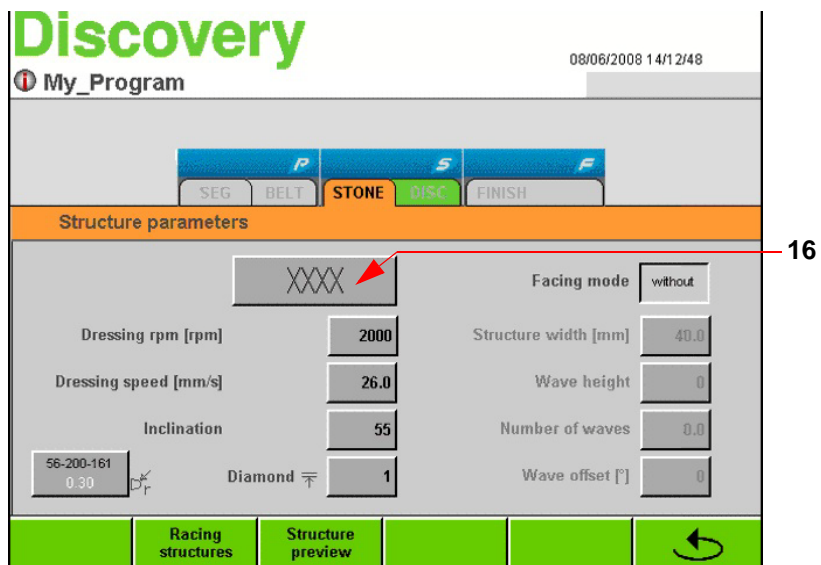 Discovery
08/06/2008 14/12/48
My_Program
P S F
SEG BELT STONE DISC FINISH
Structure parameters
16
XXXX
Facing mode without
Dressing rpm [rpm] 2000
Structure width [mm] 40.0
Dressing speed [mm/s] 26.0
Wave height 0
Inclination 55
Number of waves 0.0
56-200-161
0.30
r
Diamond 1
Wave offset [°] 0
Racing
structures
Structure
preview